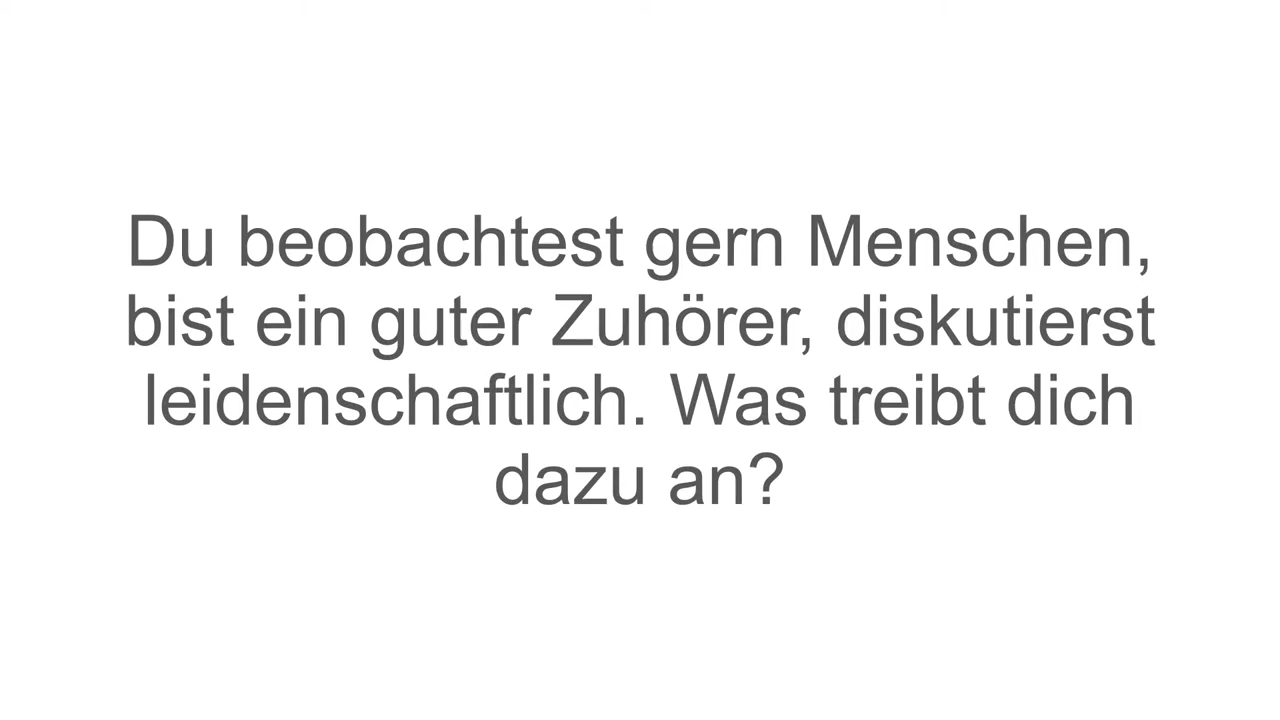 Du beobachtest gern Menschen,
bist ein guter Zuhörer, diskutierst
leidenschaftlich. Was treibt dich
dazu an?